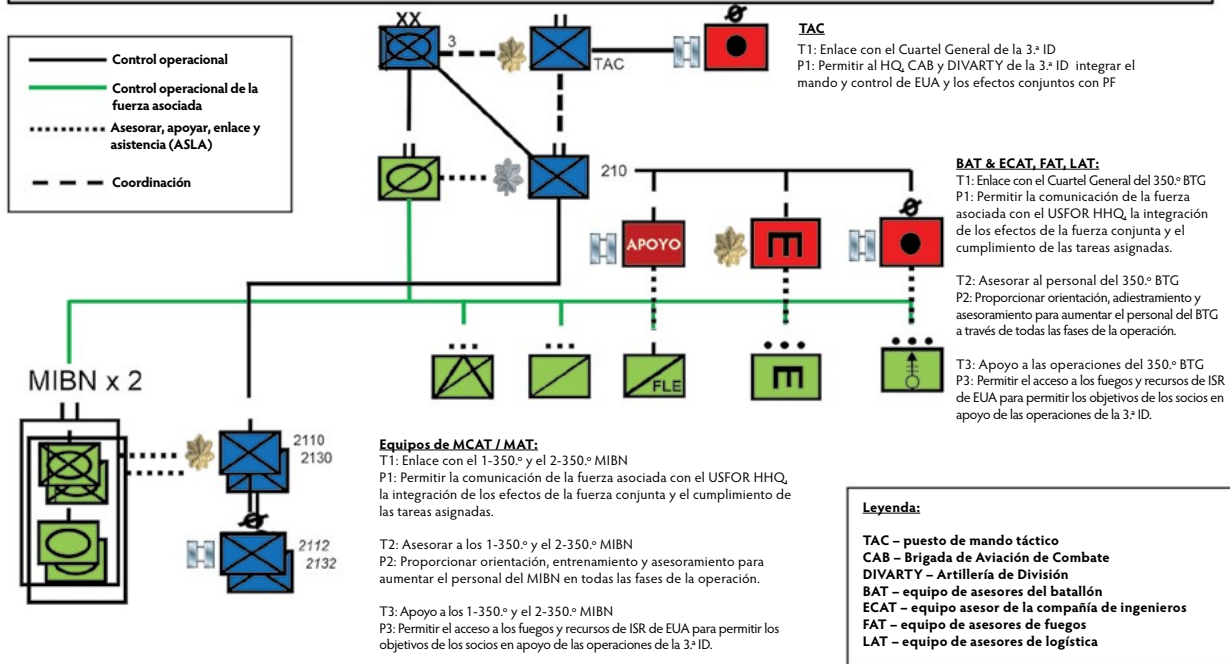 Control operacional
Control operacional de la
fuerza asociada
Asesorar, apoyar, enlace y
asistencia (ASLA)
Coordinación
XX
3
TAC
TAC
T1: Enlace con el Cuartel General de la 3.ª ID
P1: Permitir al HQ, CAB y DIVARTY de la 3.ª ID integrar el
mando y control de EUA y los efectos conjuntos con PF
210
APOYO
E
BAT & ECAT, FAT, LAT:
T1: Enlace con el Cuartel General del 350.º BTG
P1: Permitir la comunicación de la fuerza
asociada con el USFOR HHQ, la integración
de los efectos de la fuerza conjunta y el
cumplimiento de las tareas asignadas.
T2: Asesorar al personal del 350.º BTG
P2: Proporcionar orientación, adiestramiento y
asesoramiento para aumentar el personal del BTG
a través de todas las fases de la operación.
T3: Apoyo a las operaciones del 350.º BTG
P3: Permitir el acceso a los fuegos y recursos de ISR
de EUA para permitir los objetivos de los socios en
apoyo de las operaciones de la 3.ª ID.
FLE
E
MIBN x 2
2110
2130
2112
2132
Equipos de MCAT / MAT:
T1: Enlace con el 1-350.º y el 2-350.º MIBN
P1: Permitir la comunicación de la fuerza asociada con el USFOR HHQ,
la integración de los efectos de la fuerza conjunta y el cumplimiento de
las tareas asignadas.
T2: Asesorar a los 1-350.º y el 2-350.º MIBN
P2: Proporcionar orientación, entrenamiento y asesoramiento para
aumentar el personal del MIBN en todas las fases de la operación.
T3: Apoyo a los 1-350.º y el 2-350.º MIBN
P3: Permitir el acceso a los fuegos y recursos de ISR de EUA para permitir los
objetivos de los socios en apoyo de las operaciones de la 3.ª ID.
Leyenda:
TAC – puesto de mando táctico
CAB – Brigada de Aviación de Combate
DIVARTY – Artillería de División
BAT – equipo de asesores del batallón
ECAT – equipo asesor de la compañía de ingenieros
FAT – equipo de asesores de fuegos
LAT – equipo de asesores de logística